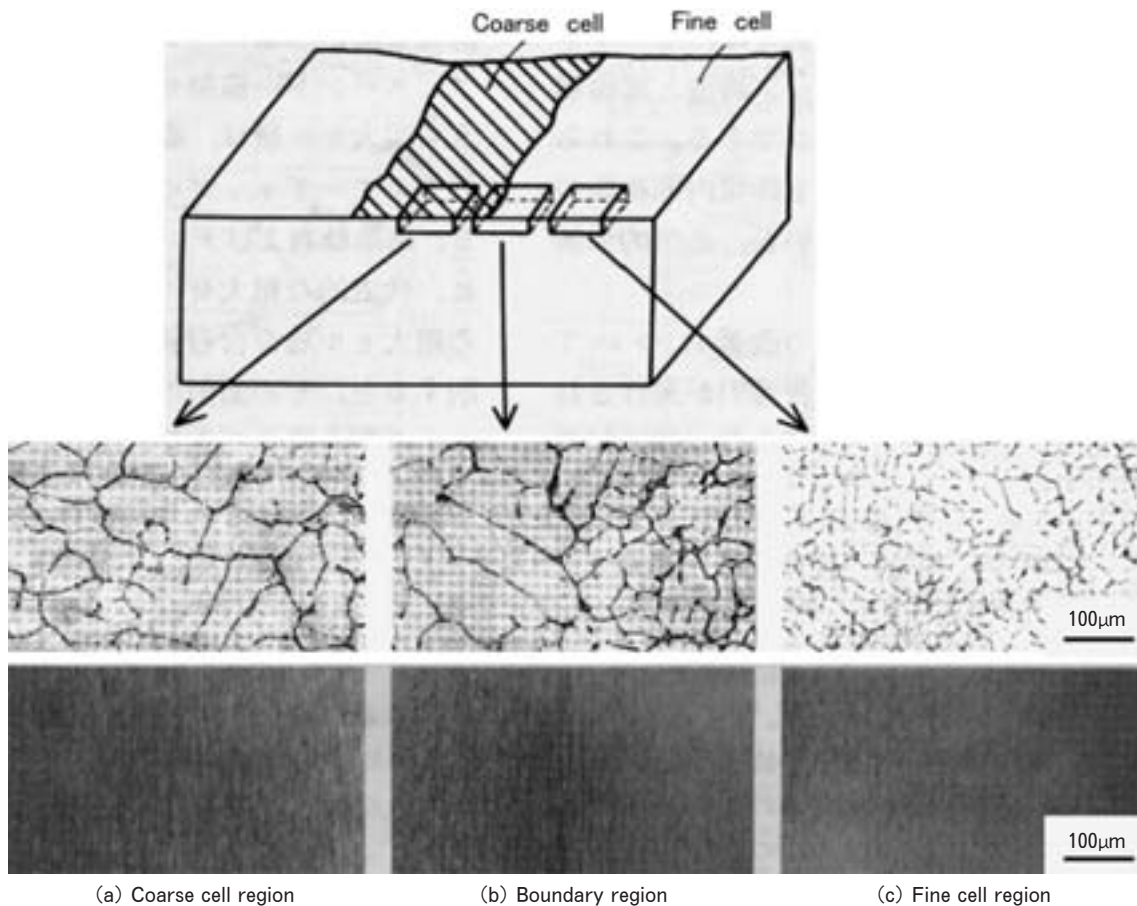 Coarse cell
Fine cell
100μm
100μm
(a) Coarse cell region
(b) Boundary region
(c) Fine cell region